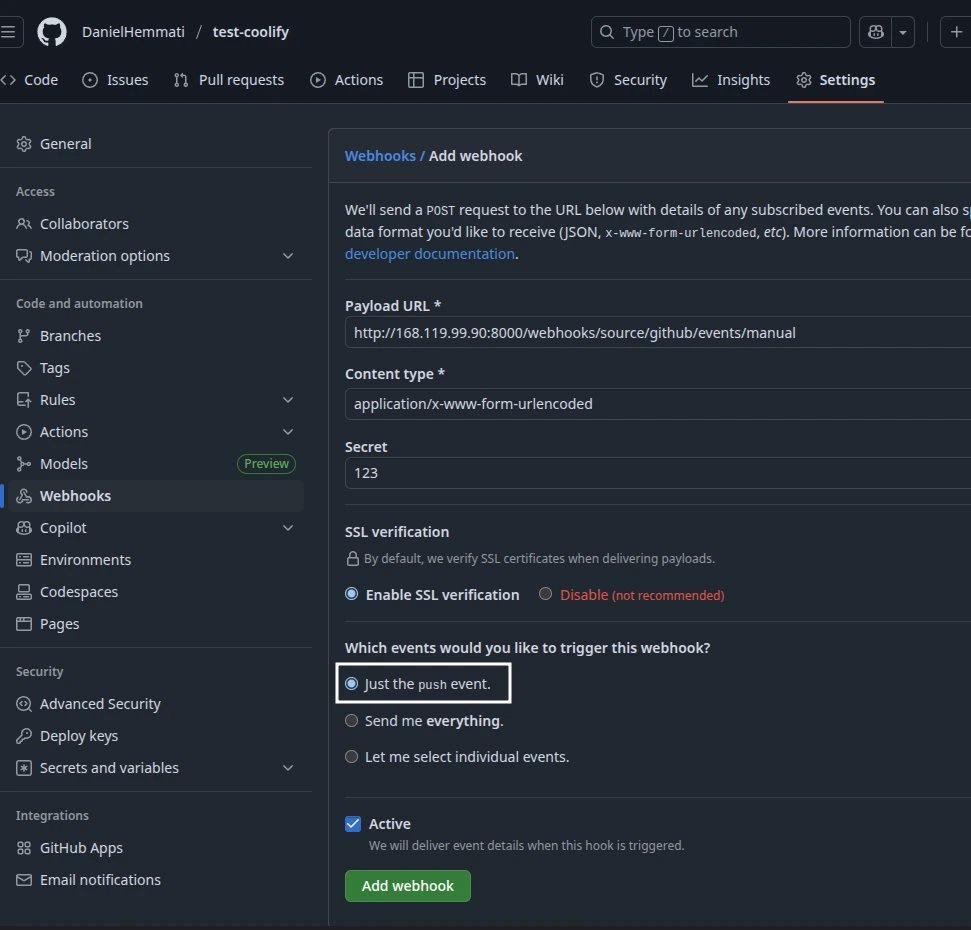 DanielHemmati / test-coolify
Type / to search
Code Issues Pull requests Actions Projects Wiki Security Insights Settings
General
Access
Collaborators
Moderation options
Code and automation
Branches
Tags
Rules
Actions
Models Preview
Webhooks
Copilot
Environments
Codespaces
Pages
Security
Advanced Security
Deploy keys
Secrets and variables
Integrations
GitHub Apps
Email notifications
Webhooks / Add webhook
We'll send a POST request to the URL below with details of any subscribed events. You can also
data format you'd like to receive (JSON, x-www-form-urlencoded, etc). More information can be
developer documentation.
Payload URL *
http://168.119.99.90:8000/webhooks/source/github/events/manual
Content type *
application/x-www-form-urlencoded
Secret
123
SSL verification
By default, we verify SSL certificates when delivering payloads.
Enable SSL verification Disable (not recommended)
Which events would you like to trigger this webhook?
Just the push event.
Send me everything.
Let me select individual events.
Active
We will deliver event details when this hook is triggered.
Add webhook